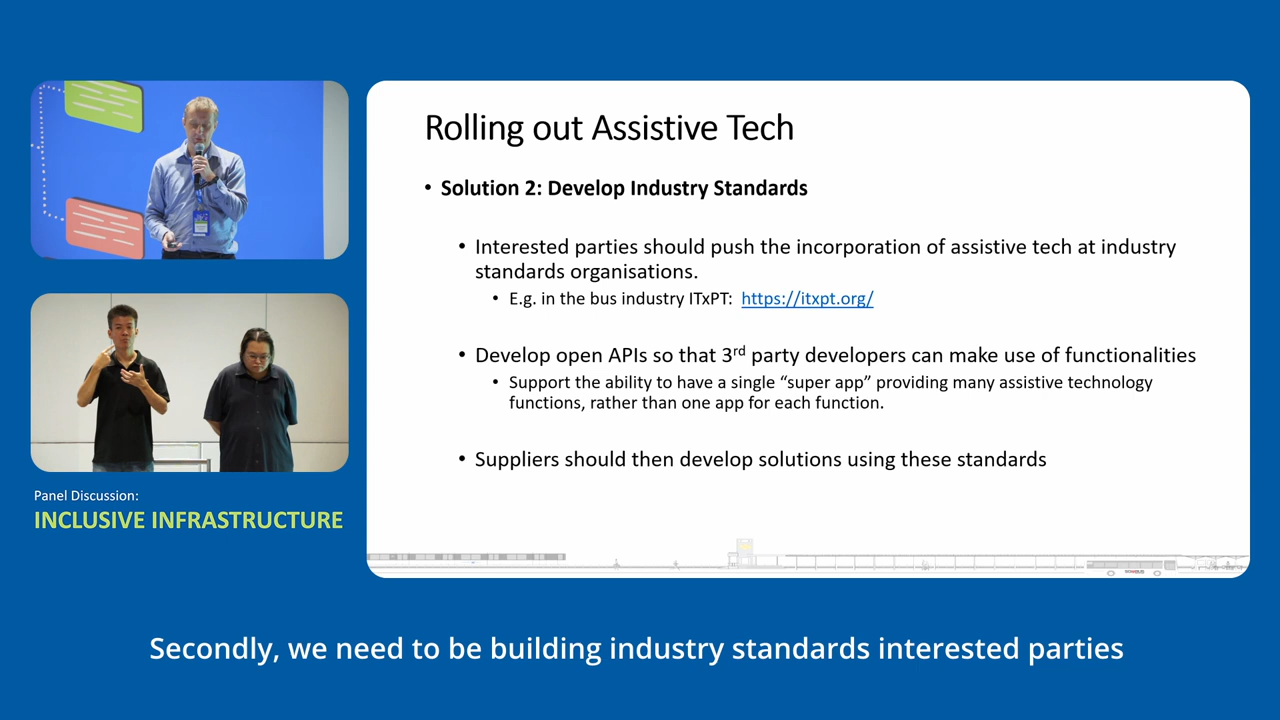 Rolling out Assistive Tech
• Solution 2: Develop Industry Standards
• Interested parties should push the incorporation of assistive tech at industry
standards organisations.
• E.g. in the bus industry ITxPT: https://itxpt.org/
• Develop open APIs so that 3rd party developers can make use of functionalities
• Support the ability to have a single “super app” providing many assistive technology
functions, rather than one app for each function.
• Suppliers should then develop solutions using these standards
Panel Discussion:
INCLUSIVE INFRASTRUCTURE
Secondly, we need to be building industry standards interested parties